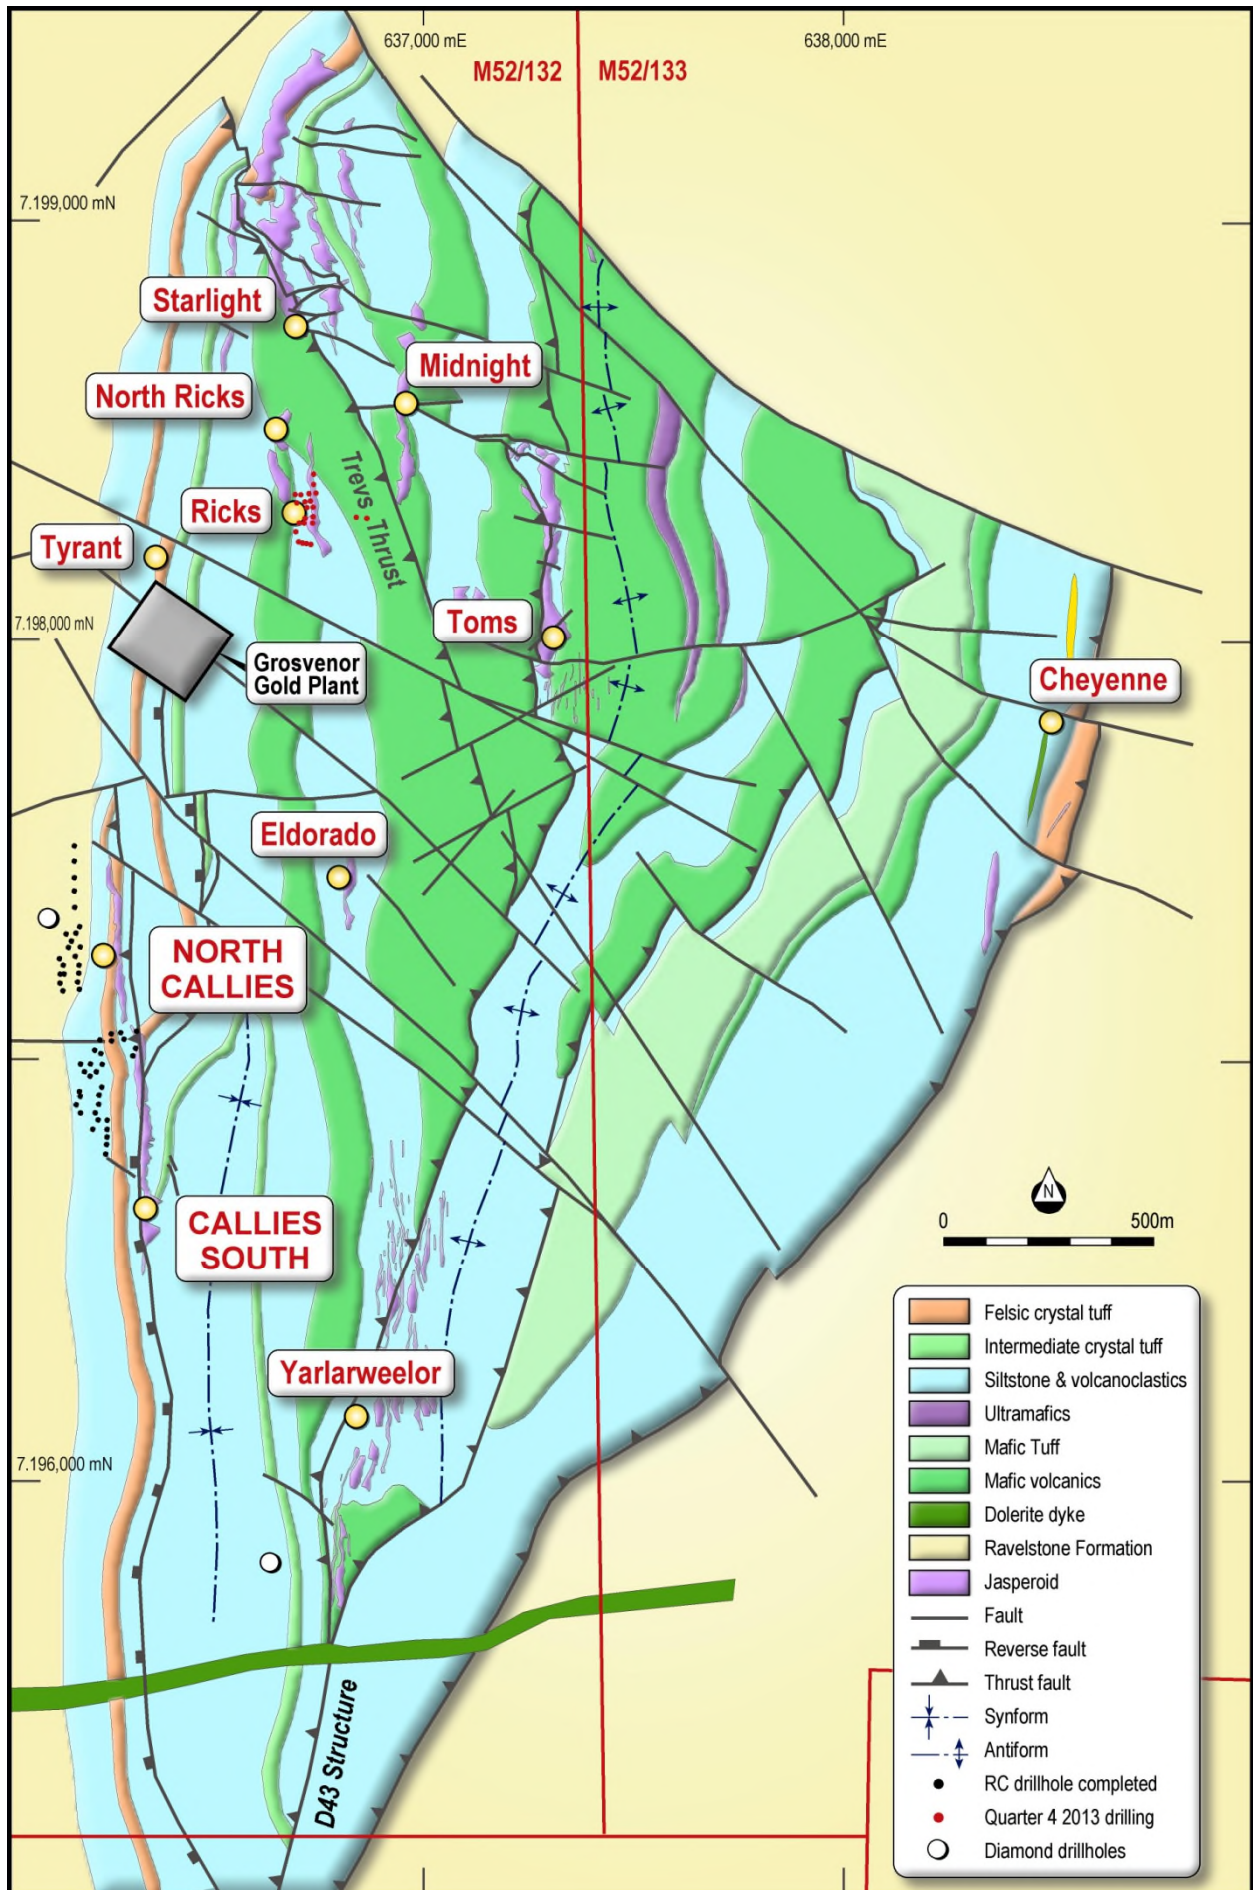 637,000 mE
638,000 mE
M52/132
M52/133
7.199,000 mN
Starlight
Midnight
North Ricks
Trevs Thrust
Ricks
Tyrant
7.198,000 mN
Toms
Grosvenor
Gold Plant
Cheyenne
Eldorado
NORTH
CALLIES
N
CALLIES
SOUTH
0
500m
Yarlarweelor
7.196,000 mN
D43 Structure
Felsic crystal tuff
Intermediate crystal tuff
Siltstone & volcanoclastics
Ultramafics
Mafic Tuff
Mafic volcanics
Dolerite dyke
Ravelstone Formation
Jasperoid
Fault
Reverse fault
Thrust fault
Synform
Antiform
RC drillhole completed
Quarter 4 2013 drilling
Diamond drillholes